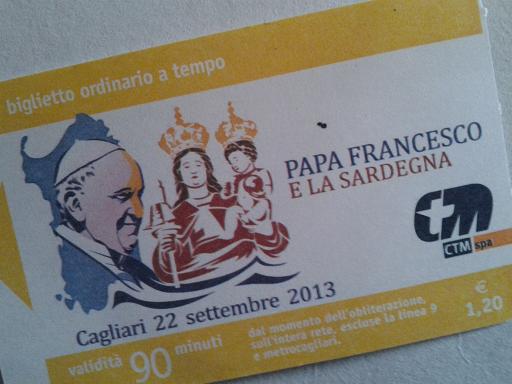 biglietto ordinario a tempo
PAPA FRANCESCO
E LA SARDEGNA
CTM spa
Cagliari 22 settembre 2013
validità 90 minuti
dal momento dell'obliterazione,
sull'intera rete, escluse la linea 9
e metrocagliari.
€
1,20